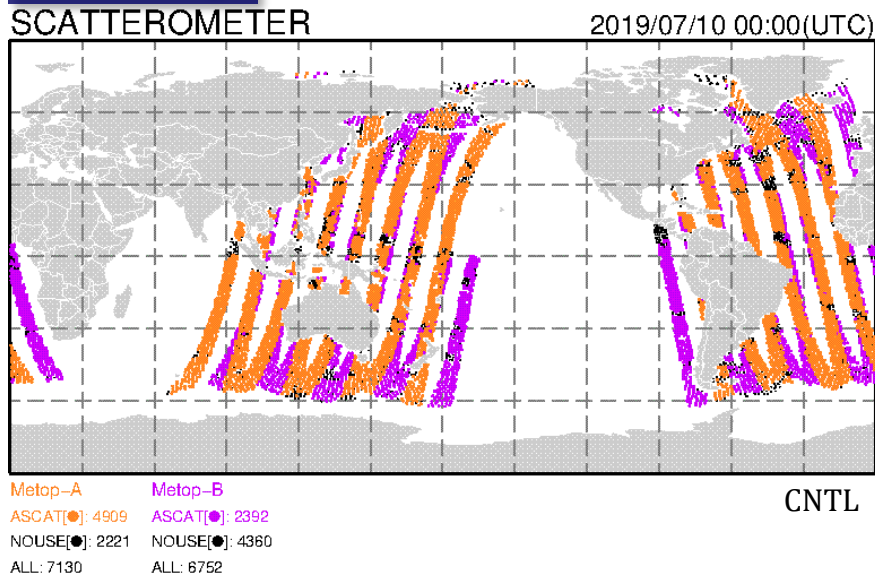 SCATTEROMETER 2019/07/10 00:00(UTC)
Metop-A Metop-B
ASCAT[●]: 4909 ASCAT[●]: 2392
NOUSE[●]: 2221 NOUSE[●]: 4360
ALL: 7130 ALL: 6752
CNTL